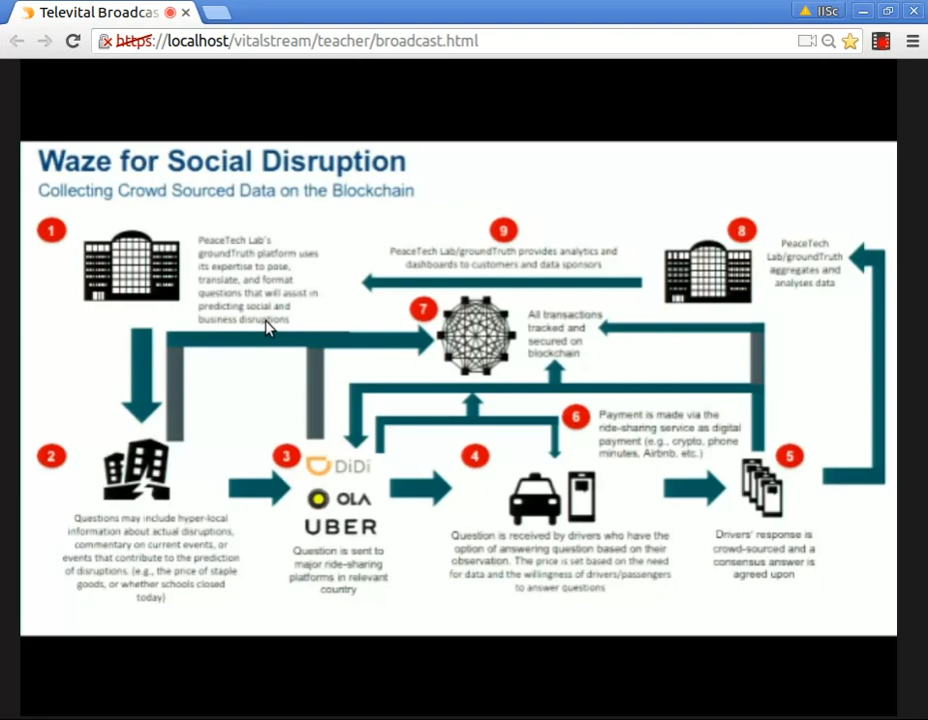 Televital Broadcas
IISc
https://localhost/vitalstream/teacher/broadcast.html
Waze for Social Disruption
Collecting Crowd Sourced Data on the Blockchain
1
PeaceTech Lab's
groundTruth platform uses
its expertise to pose,
translate, and format
questions that will assist in
predicting social and
business disruptions
9
PeaceTech Lab/groundTruth provides analytics and
dashboards to customers and data sponsors
8
PeaceTech
Lab/groundTruth
aggregates and
analyses data
7
All transactions
tracked and
secured on
blockchain
2
Questions may include hyper-local
information about actual disruptions,
commentary on current events, or
events that contribute to the prediction
of disruptions. (e.g., the price of staple
goods, or whether schools closed
today)
3
DiDi
OLA
UBER
Question is sent to
major ride-sharing
platforms in relevant
country
4
Question is received by drivers who have the
option of answering question based on their
observation. The price is set based on the need
for data and the willingness of drivers/passengers
to answer questions
6
Payment is made via the
ride-sharing service as digital
payment (e.g., crypto, phone
minutes, Airbnb, etc.)
5
Drivers' response is
crowd-sourced and a
consensus answer is
agreed upon